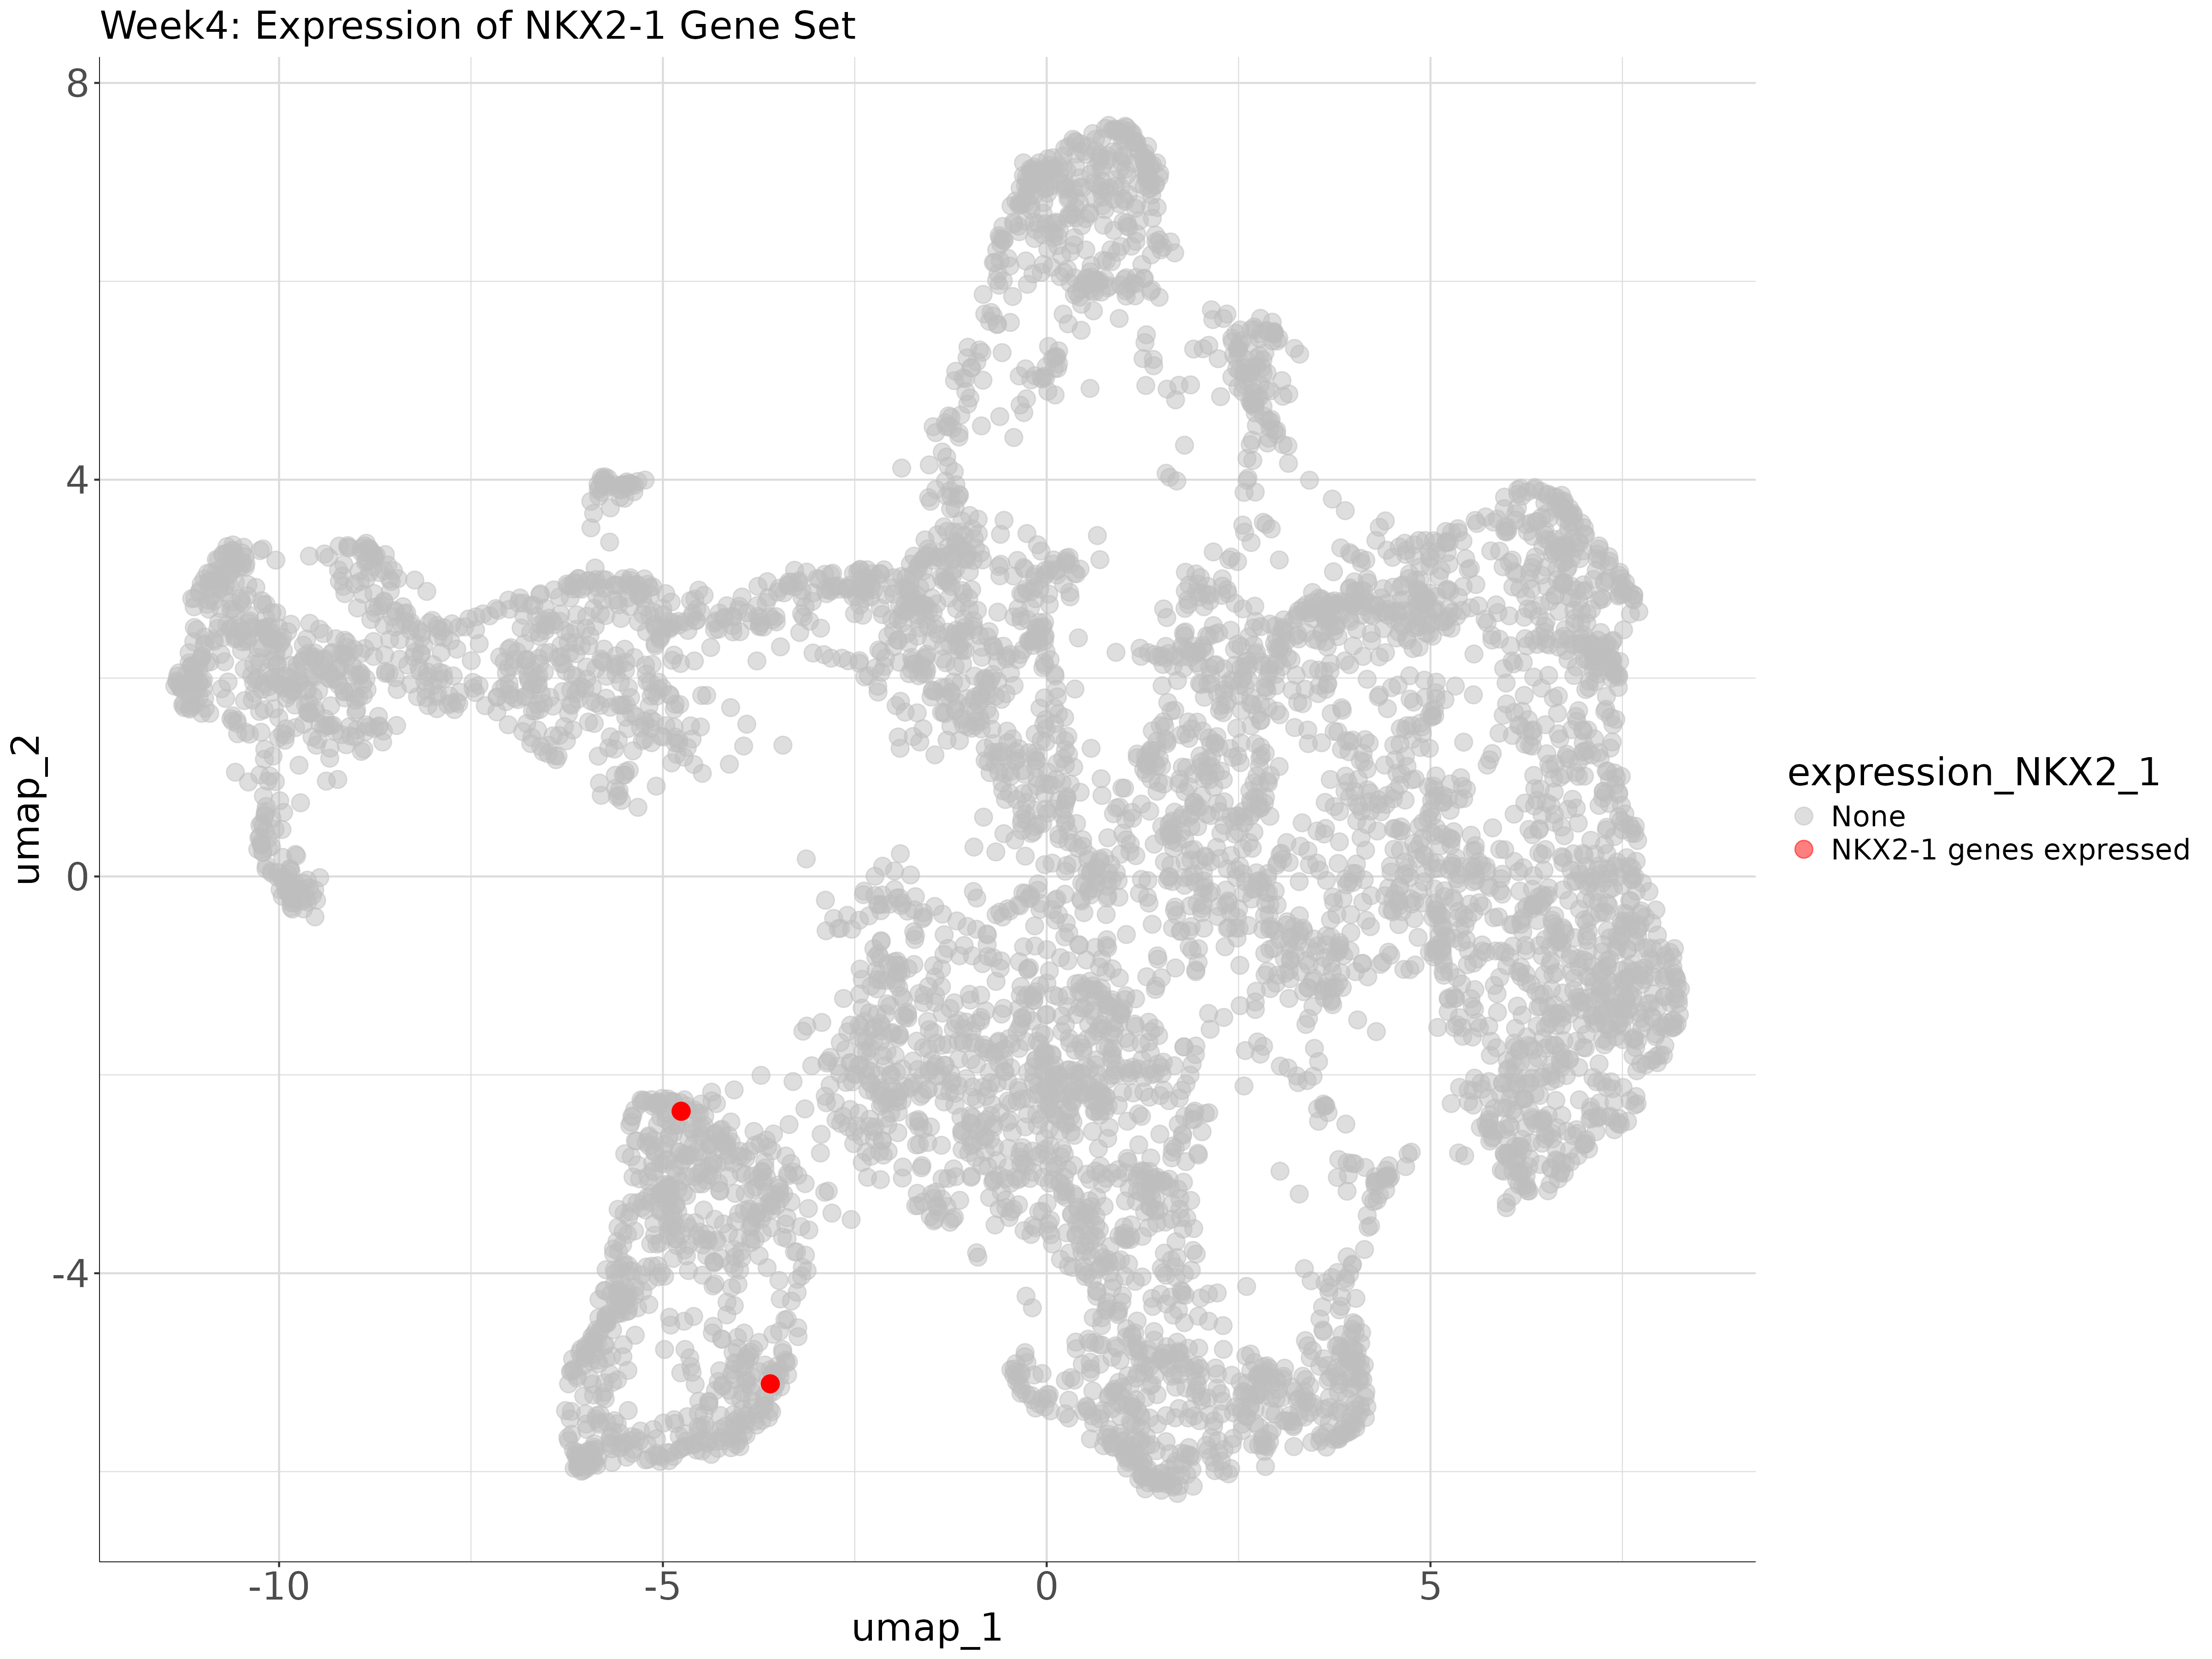 Week4: Expression of NKX2-1 Gene Set
8
4
0
-4
umap_2
-10
-5
0
5
umap_1
expression_NKX2_1
None
NKX2-1 genes expressed